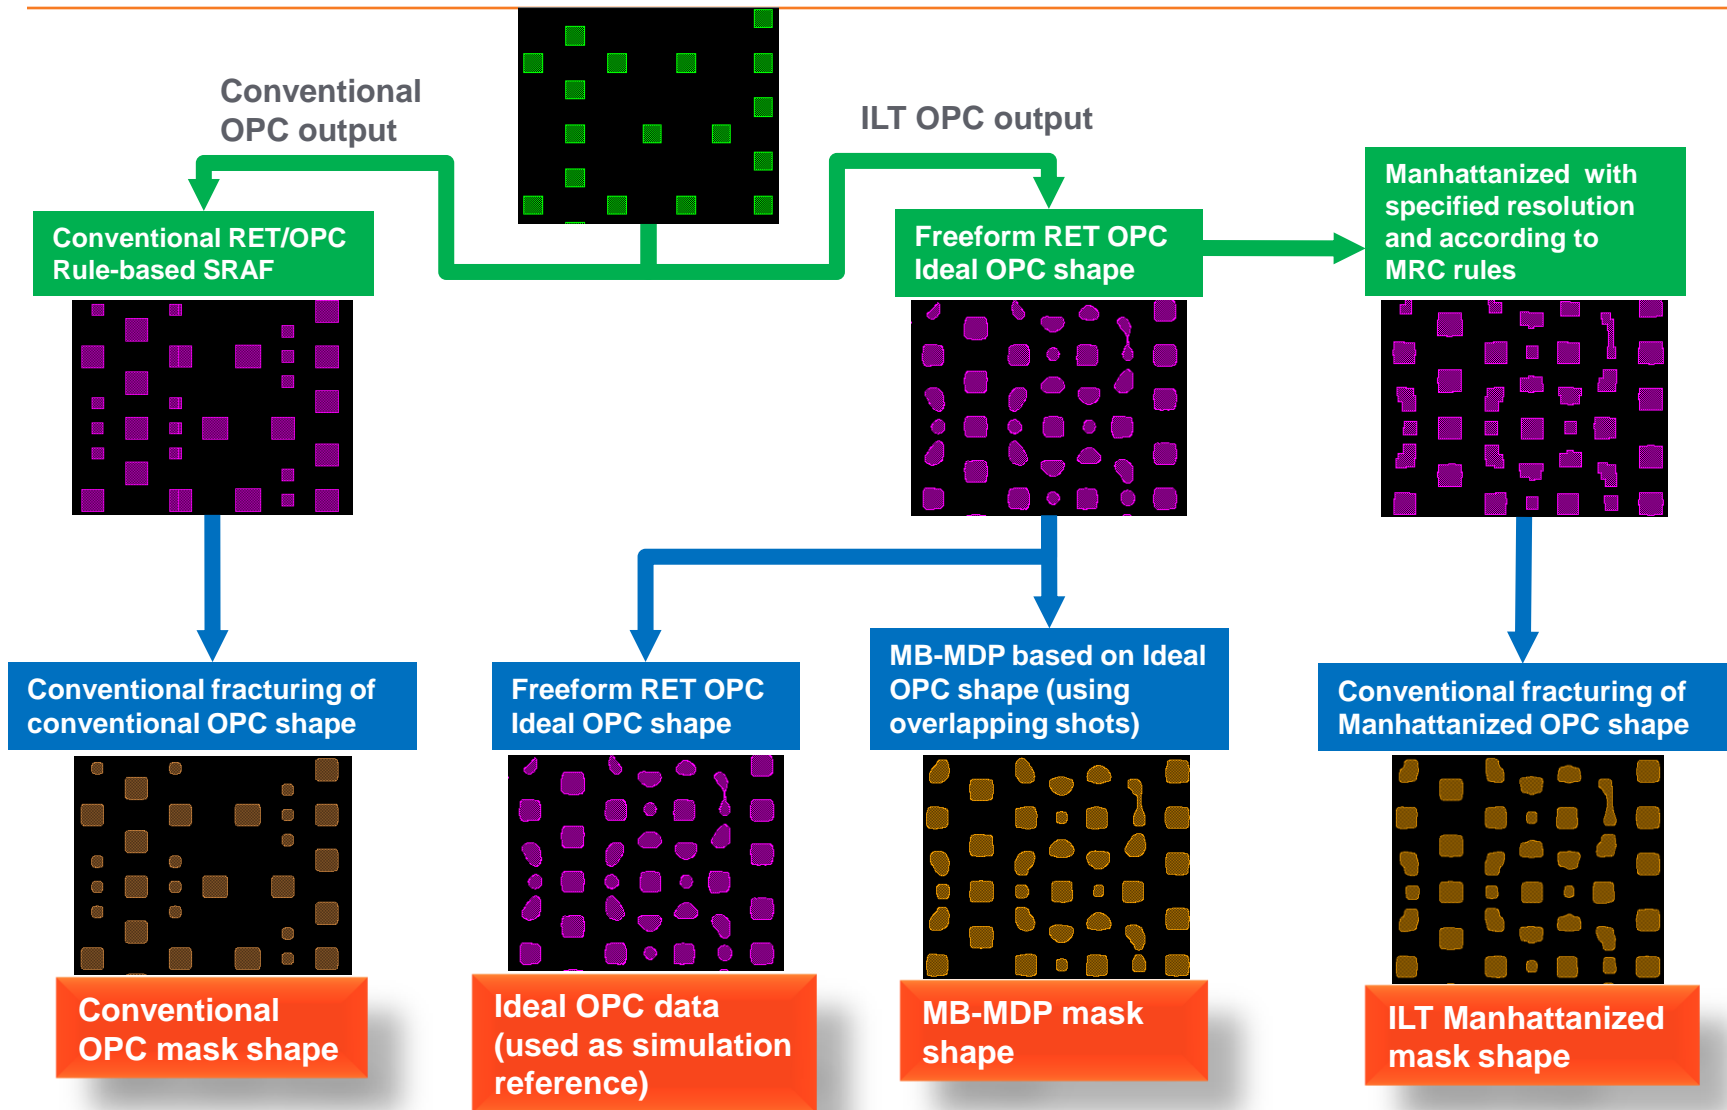 Conventional
OPC output
ILT OPC output
Conventional RET/OPC
Rule-based SRAF
Freeform RET OPC
Ideal OPC shape
Manhattanized with
specified resolution
and according to
MRC rules
Conventional fracturing of
conventional OPC shape
Freeform RET OPC
Ideal OPC shape
MB-MDP based on Ideal
OPC shape (using
overlapping shots)
Conventional fracturing of
Manhattanized OPC shape
Conventional
OPC mask shape
Ideal OPC data
(used as simulation
reference)
MB-MDP mask
shape
ILT Manhattanized
mask shape